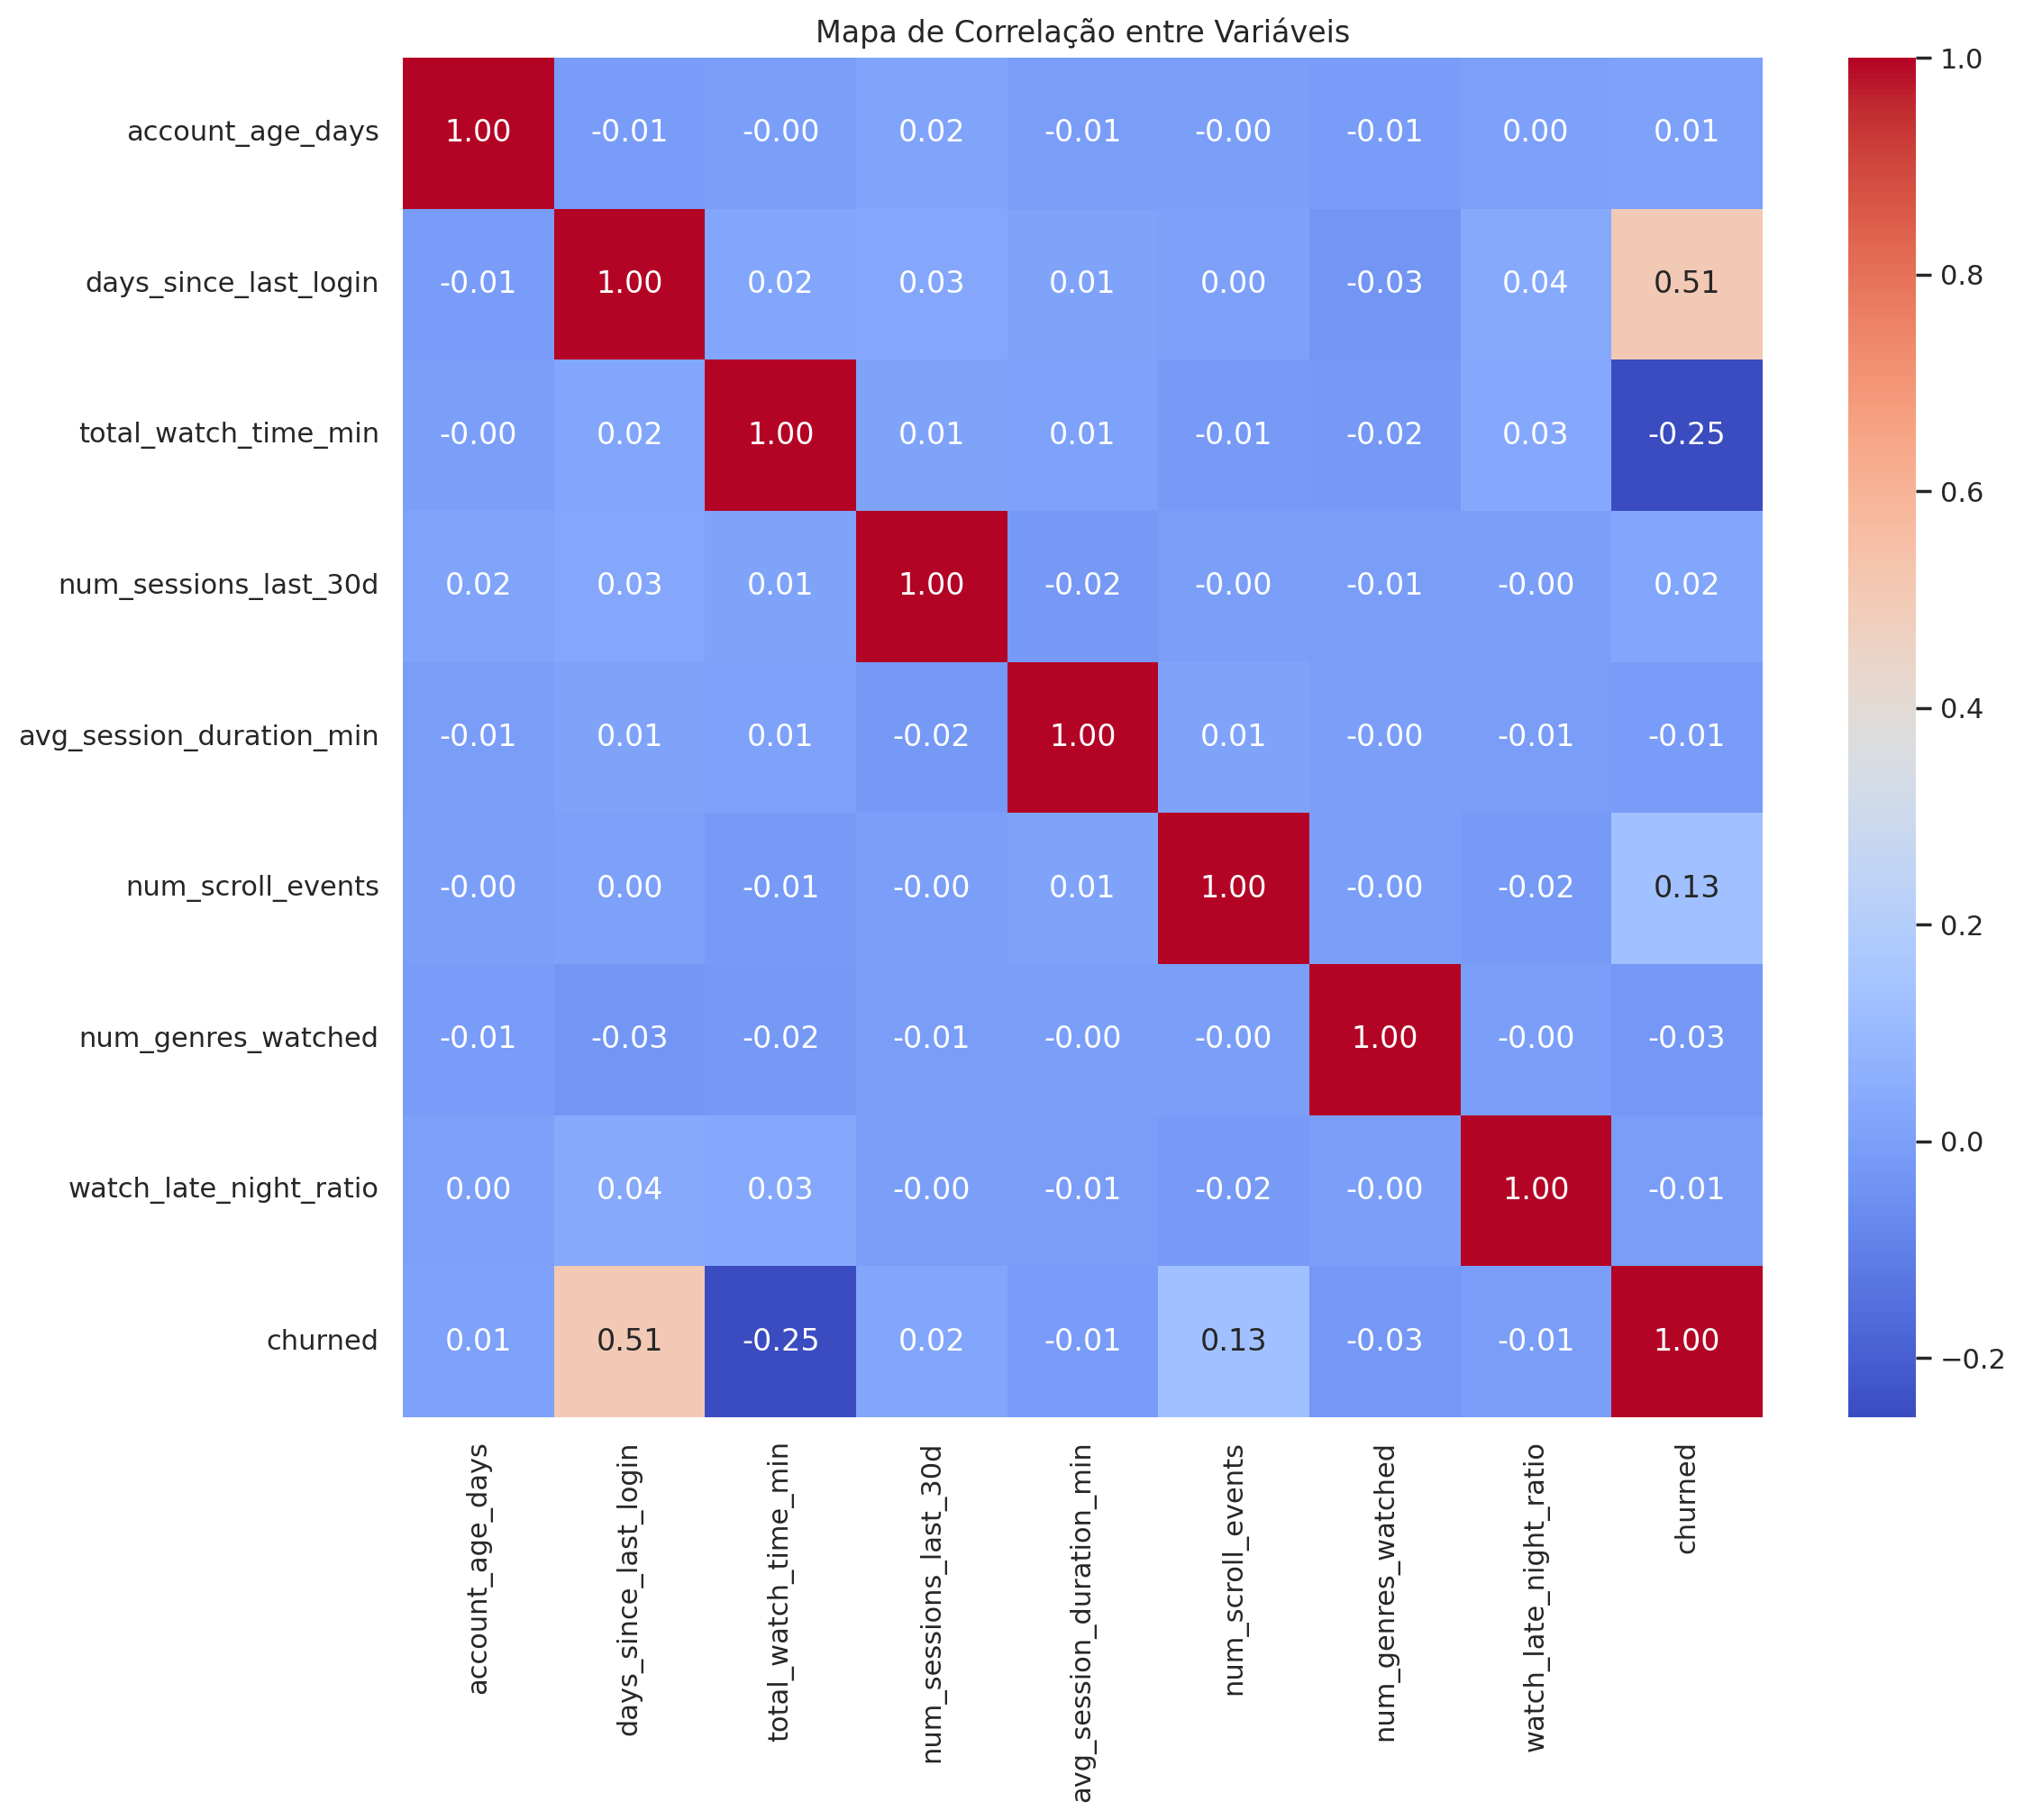 Mapa de Correlação entre Variáveis
account_age_days 1.00 -0.01 -0.00 0.02 -0.01 -0.00 -0.01 0.00 0.01
days_since_last_login -0.01 1.00 0.02 0.03 0.01 0.00 -0.03 0.04 0.51
total_watch_time_min -0.00 0.02 1.00 0.01 0.01 -0.01 -0.02 0.03 -0.25
num_sessions_last_30d 0.02 0.03 0.01 1.00 -0.02 -0.00 -0.01 -0.00 0.02
avg_session_duration_min -0.01 0.01 0.01 -0.02 1.00 0.01 -0.00 -0.01 -0.01
num_scroll_events -0.00 0.00 -0.01 -0.00 0.01 1.00 -0.00 -0.02 0.13
num_genres_watched -0.01 -0.03 -0.02 -0.01 -0.00 -0.00 1.00 -0.00 -0.03
watch_late_night_ratio 0.00 0.04 0.03 -0.00 -0.01 -0.02 -0.00 1.00 -0.01
churned 0.01 0.51 -0.25 0.02 -0.01 0.13 -0.03 -0.01 1.00
account_age_days
days_since_last_login
total_watch_time_min
num_sessions_last_30d
avg_session_duration_min
num_scroll_events
num_genres_watched
watch_late_night_ratio
churned
1.0
0.8
0.6
0.4
0.2
0.0
−0.2